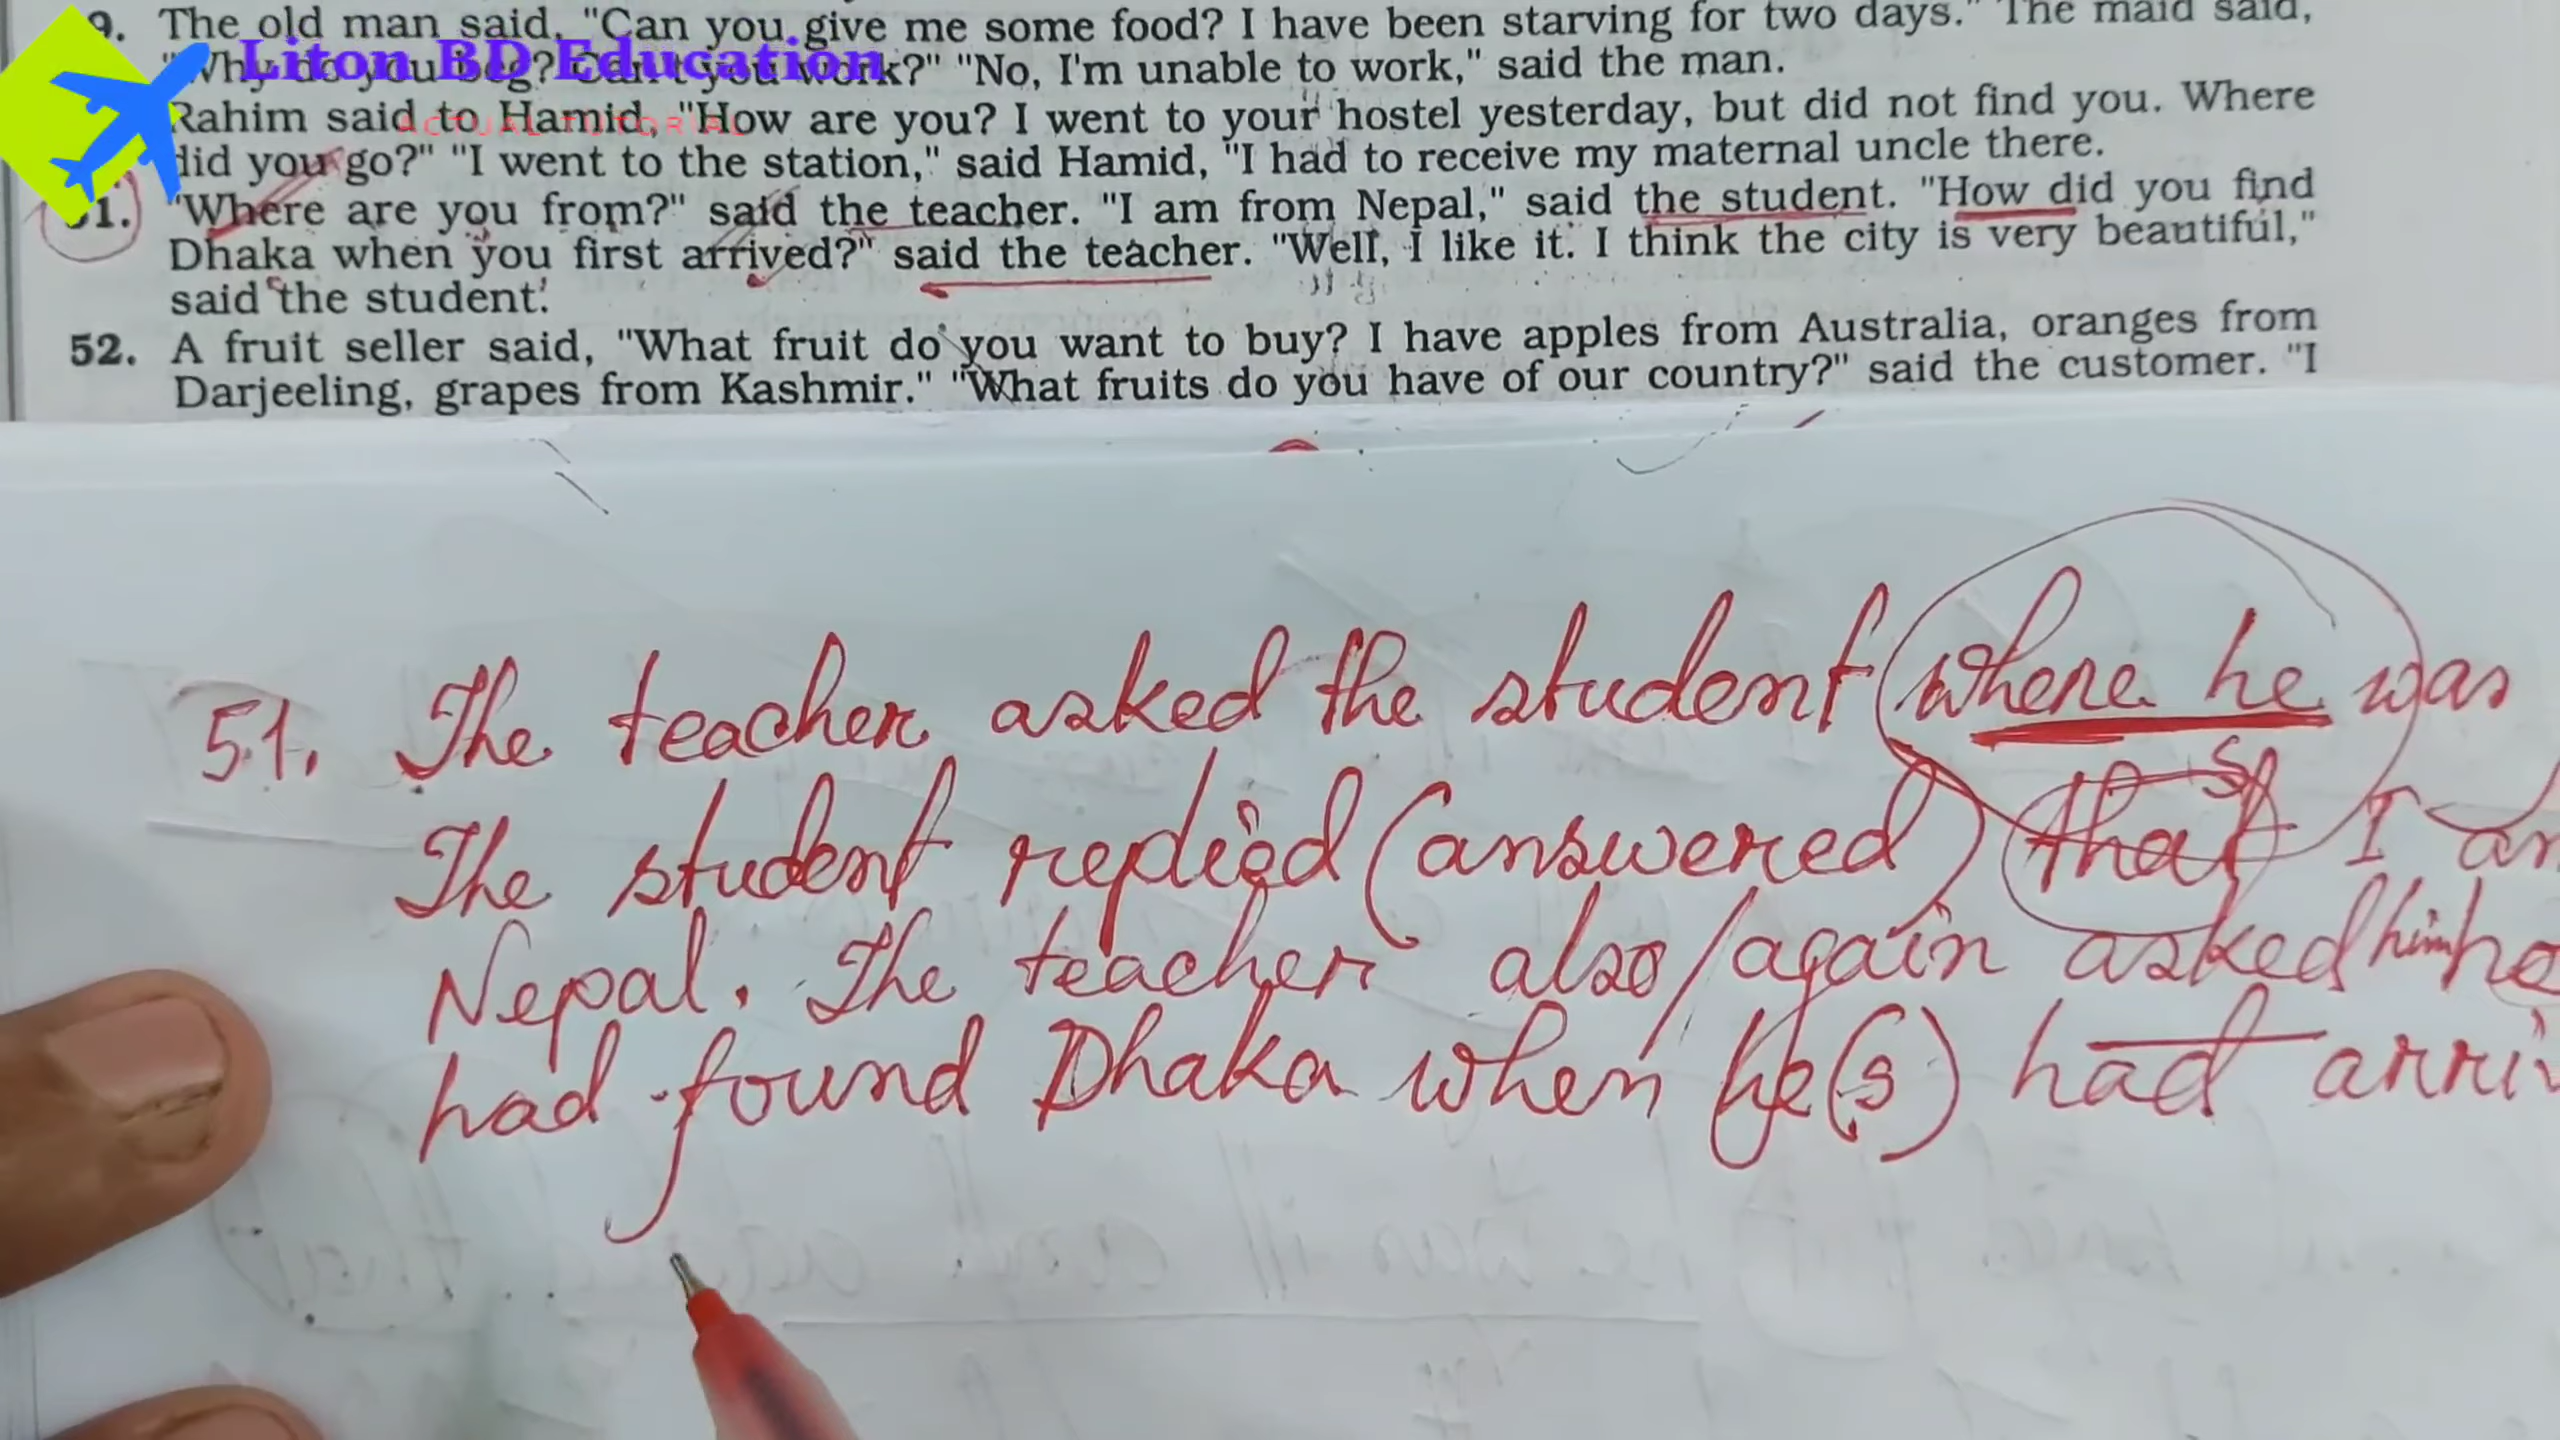 9. The old man said, "Can you give me some food? I have been starving for two days." The maid said,
Liton BD Education
"Why do you beg? Can't you work?" "No, I'm unable to work," said the man.
ACTUAL TUTORIAL
Rahim said to Hamid, "How are you? I went to your hostel yesterday, but did not find you. Where
did you go?" "I went to the station," said Hamid, "I had to receive my maternal uncle there.
51. "Where are you from?" said the teacher. "I am from Nepal," said the student. "How did you find
Dhaka when you first arrived?" said the teacher. "Well, I like it. I think the city is very beautiful,"
said the student.
52. A fruit seller said, "What fruit do you want to buy? I have apples from Australia, oranges from
Darjeeling, grapes from Kashmir." "What fruits do you have of our country?" said the customer. "I
51. The teacher asked the student where he was
The student replied (answered) that I am
Nepal. The teacher also/again asked him ho
had found Dhaka when he(s) had arriv